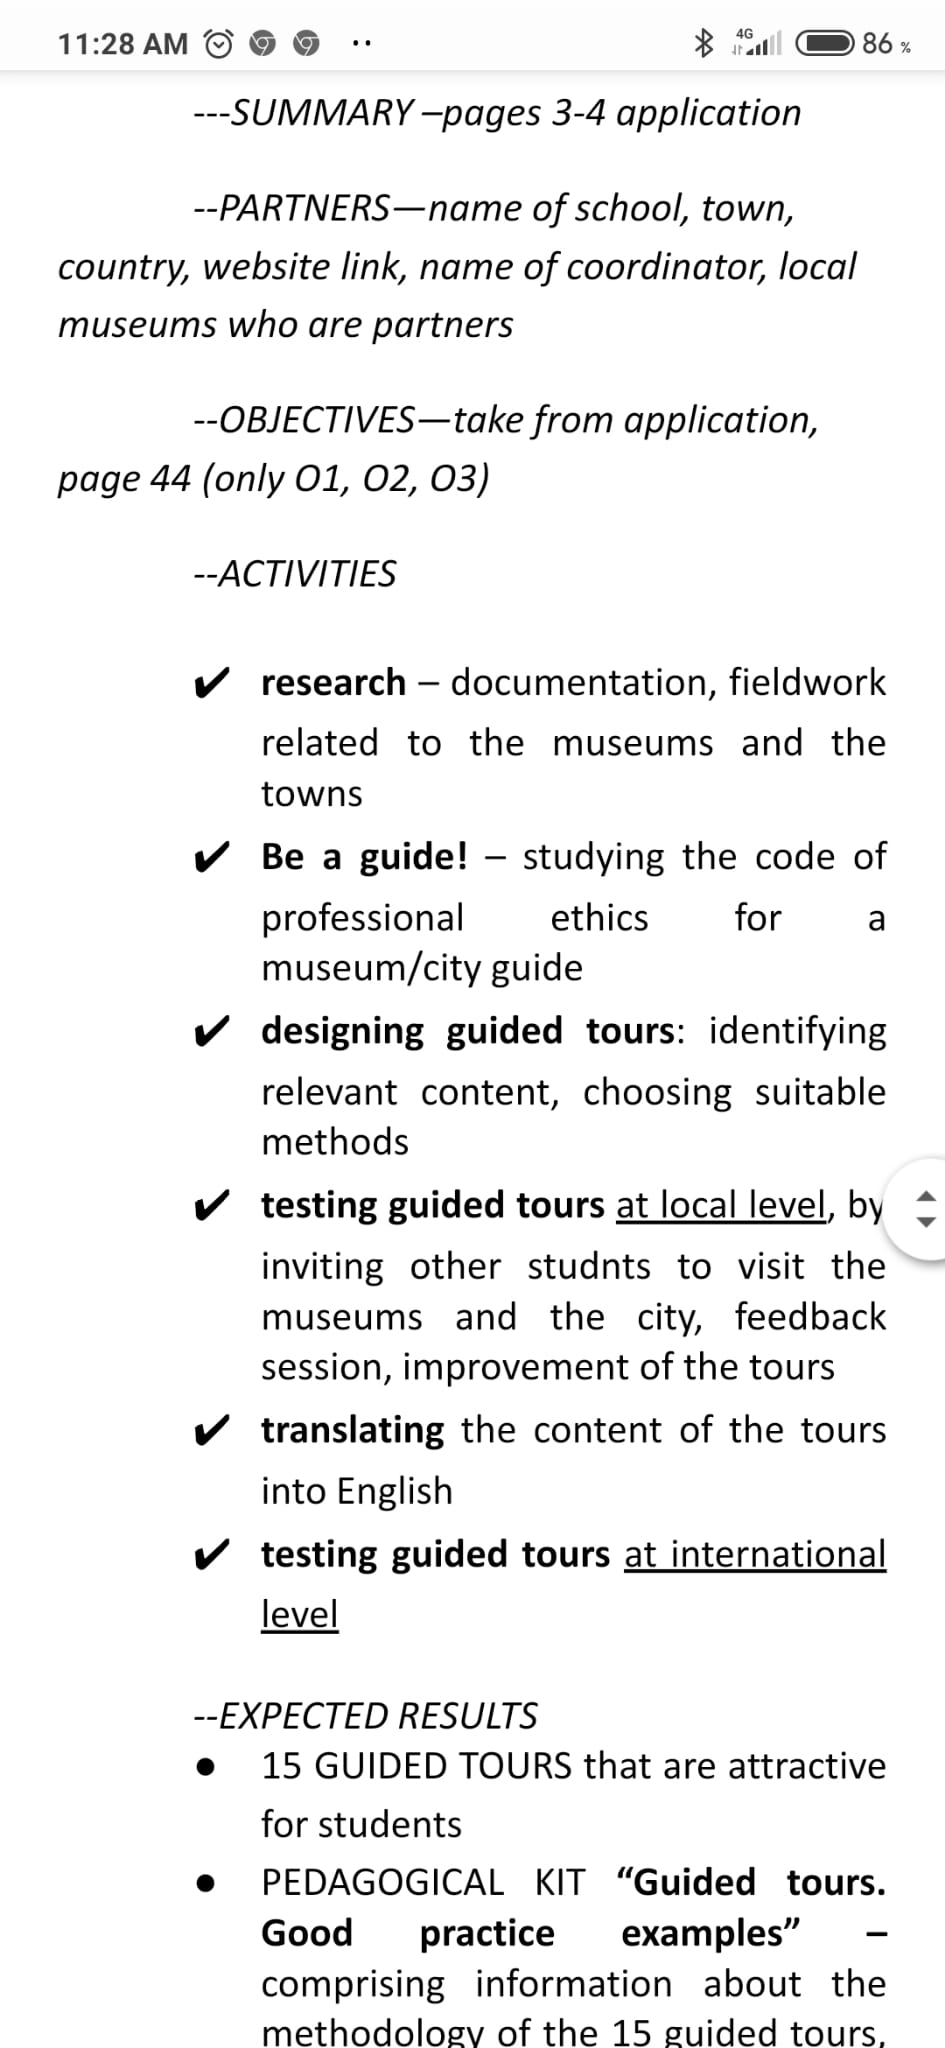 11:28 AM ..
4G 86 %
---SUMMARY –pages 3-4 application
--PARTNERS—name of school, town,
country, website link, name of coordinator, local
museums who are partners
--OBJECTIVES—take from application,
page 44 (only O1, O2, O3)
--ACTIVITIES
✔ research – documentation, fieldwork
related to the museums and the
towns
✔ Be a guide! – studying the code of
professional ethics for a
museum/city guide
✔ designing guided tours: identifying
relevant content, choosing suitable
methods
✔ testing guided tours at local level, by
inviting other studnts to visit the
museums and the city, feedback
session, improvement of the tours
✔ translating the content of the tours
into English
✔ testing guided tours at international
level
--EXPECTED RESULTS
● 15 GUIDED TOURS that are attractive
for students
● PEDAGOGICAL KIT “Guided tours.
Good practice examples” –
comprising information about the
methodology of the 15 guided tours,